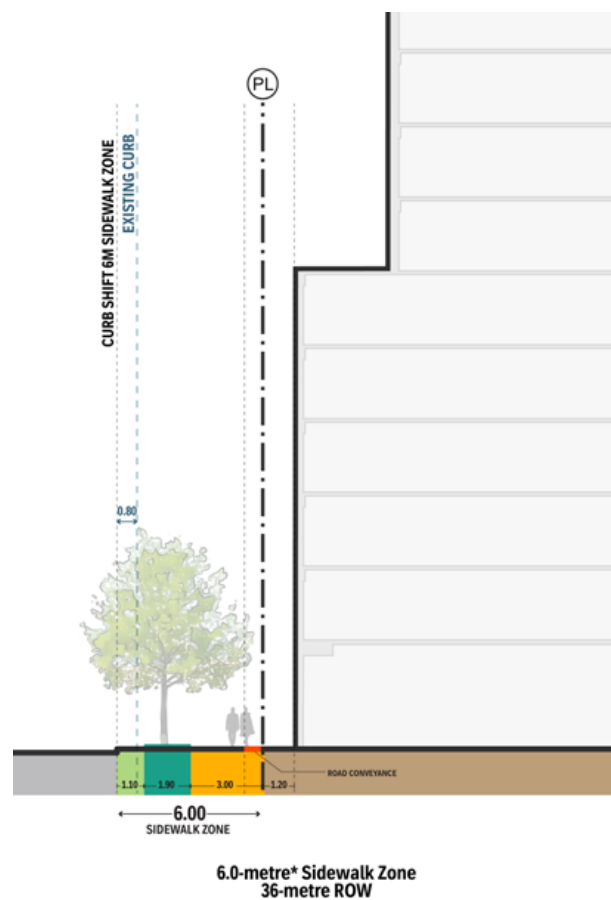 PL
CURB SHIFT 6M SIDEWALK ZONE
EXISTING CURB
0.80
ROAD CONVEYANCE
1.10
1.90
3.00
1.20
6.00
SIDEWALK ZONE
6.0-metre* Sidewalk Zone
36-metre ROW